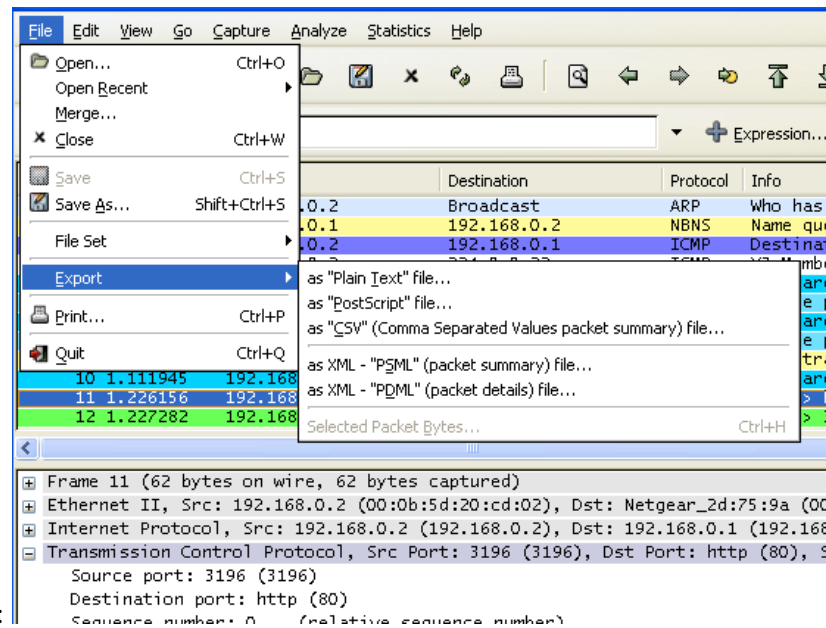 File Edit View Go Capture Analyze Statistics Help
Open... Ctrl+O
Open Recent
Merge...
Close Ctrl+W
Save Ctrl+S
Save As... Shift+Ctrl+S
File Set
Export
Print... Ctrl+P
Quit Ctrl+Q
Expression...
Destination Protocol Info
.0.2 Broadcast ARP Who has
.0.1 192.168.0.2 NBNS Name que
.0.2 192.168.0.1 ICMP Destinat
as "Plain Text" file...
as "PostScript" file...
as "CSV" (Comma Separated Values packet summary) file...
as XML - "PSML" (packet summary) file...
as XML - "PDML" (packet details) file...
Selected Packet Bytes... Ctrl+H
10 1.111945 192.168
11 1.226156 192.168
12 1.227282 192.168
Frame 11 (62 bytes on wire, 62 bytes captured)
Ethernet II, Src: 192.168.0.2 (00:0b:5d:20:cd:02), Dst: Netgear_2d:75:9a (00
Internet Protocol, Src: 192.168.0.2 (192.168.0.2), Dst: 192.168.0.1 (192.168
Transmission Control Protocol, Src Port: 3196 (3196), Dst Port: http (80), S
Source port: 3196 (3196)
Destination port: http (80)
Sequence number: 0 (relative sequence number)